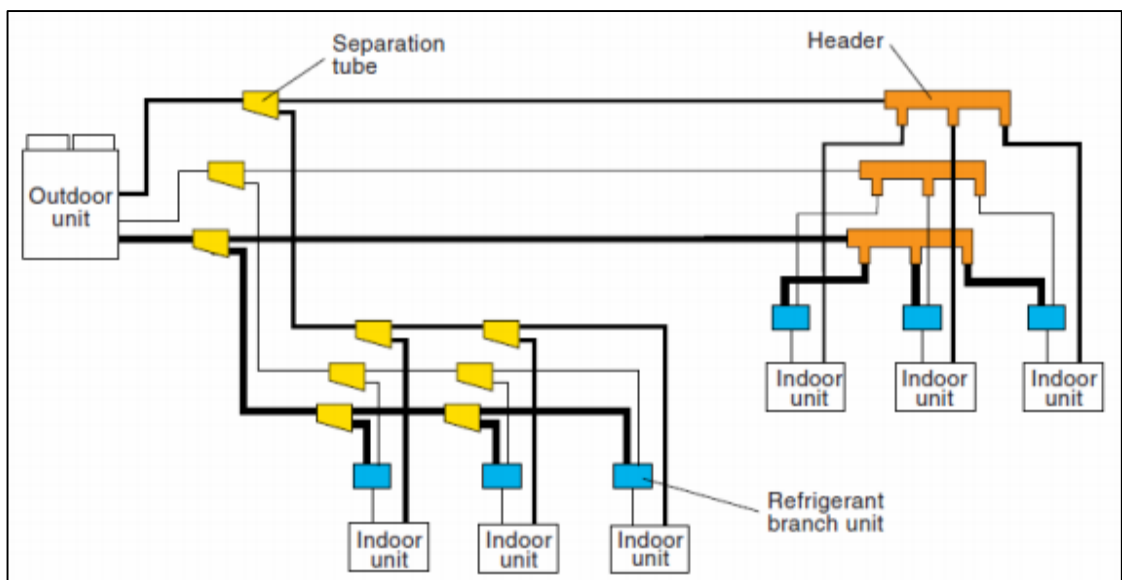 Separation
tube
Header
Outdoor
unit
Indoor
unit
Indoor
unit
Indoor
unit
Refrigerant
branch unit
Indoor
unit
Indoor
unit
Indoor
unit